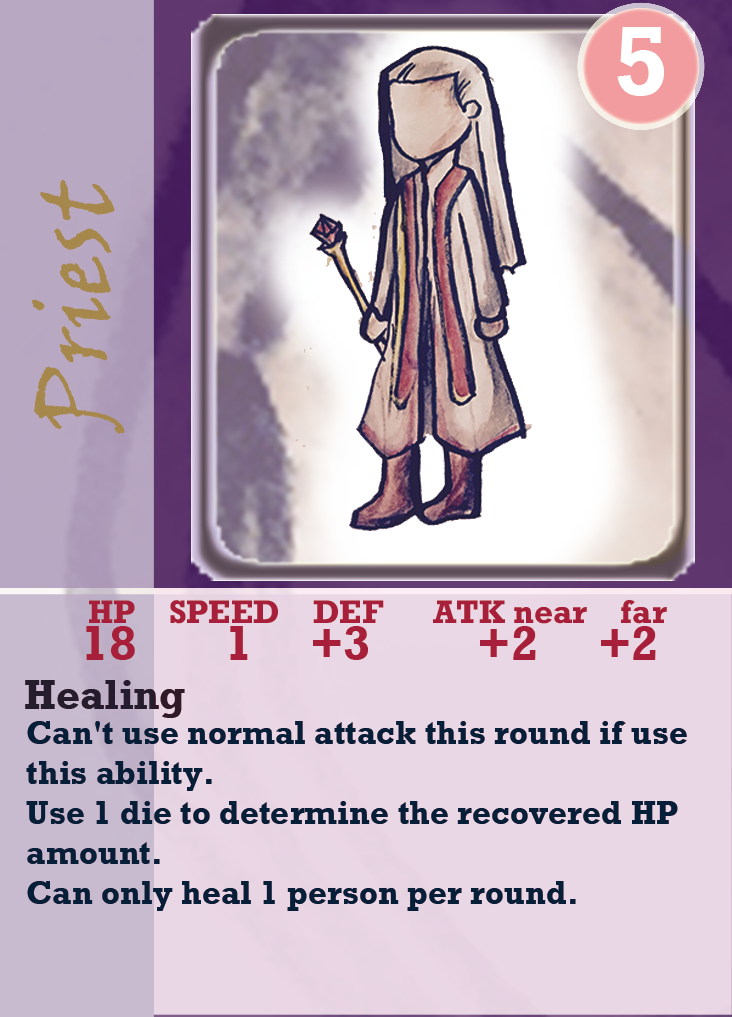 Priest
5
HP SPEED DEF ATK near far
18 1 +3 +2 +2
Healing
Can't use normal attack this round if use
this ability.
Use 1 die to determine the recovered HP
amount.
Can only heal 1 person per round.